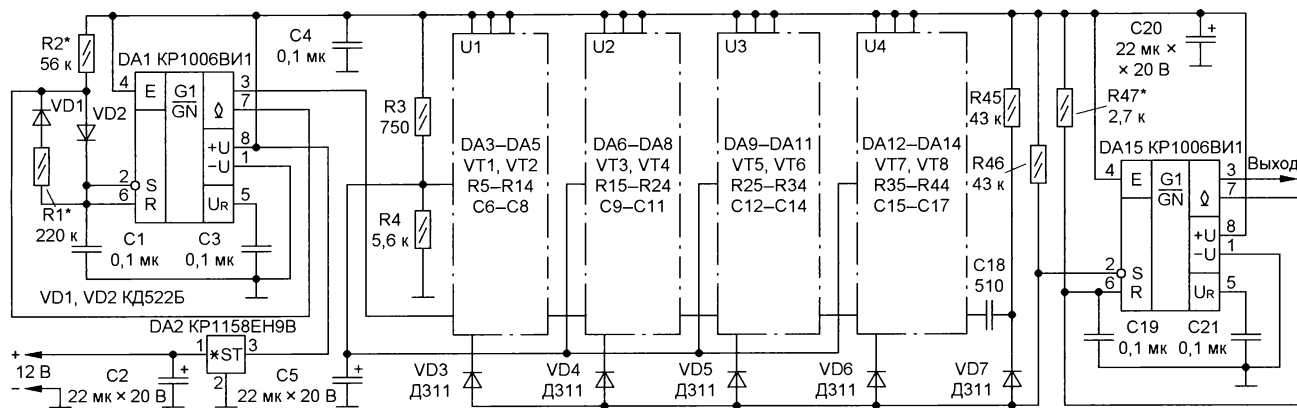 R2*
56 к
DA1 КР1006ВИ1
4
E
G1
GN
3
7
VD1
VD2
8
+U
−U
1
2
S
6
R
UR
5
R1*
220 к
C1
0,1 мк
C3
0,1 мк
VD1, VD2 КД522Б
DA2 КР1158ЕН9В
1
*ST
3
2
+
12 В
−
C2
22 мк × 20 В
+
C5
22 мк × 20 В
+
C4
0,1 мк
R3
750
R4
5,6 к
U1
DA3–DA5
VT1, VT2
R5–R14
C6–C8
U2
DA6–DA8
VT3, VT4
R15–R24
C9–C11
U3
DA9–DA11
VT5, VT6
R25–R34
C12–C14
U4
DA12–DA14
VT7, VT8
R35–R44
C15–C17
VD3
Д311
VD4
Д311
VD5
Д311
VD6
Д311
VD7
Д311
C18
510
R45
43 к
R46
43 к
R47*
2,7 к
C20
22 мк ×
× 20 В
+
DA15 КР1006ВИ1
Выход
4
E
G1
GN
3
7
8
+U
−U
1
2
S
6
R
UR
5
C19
0,1 мк
C21
0,1 мк